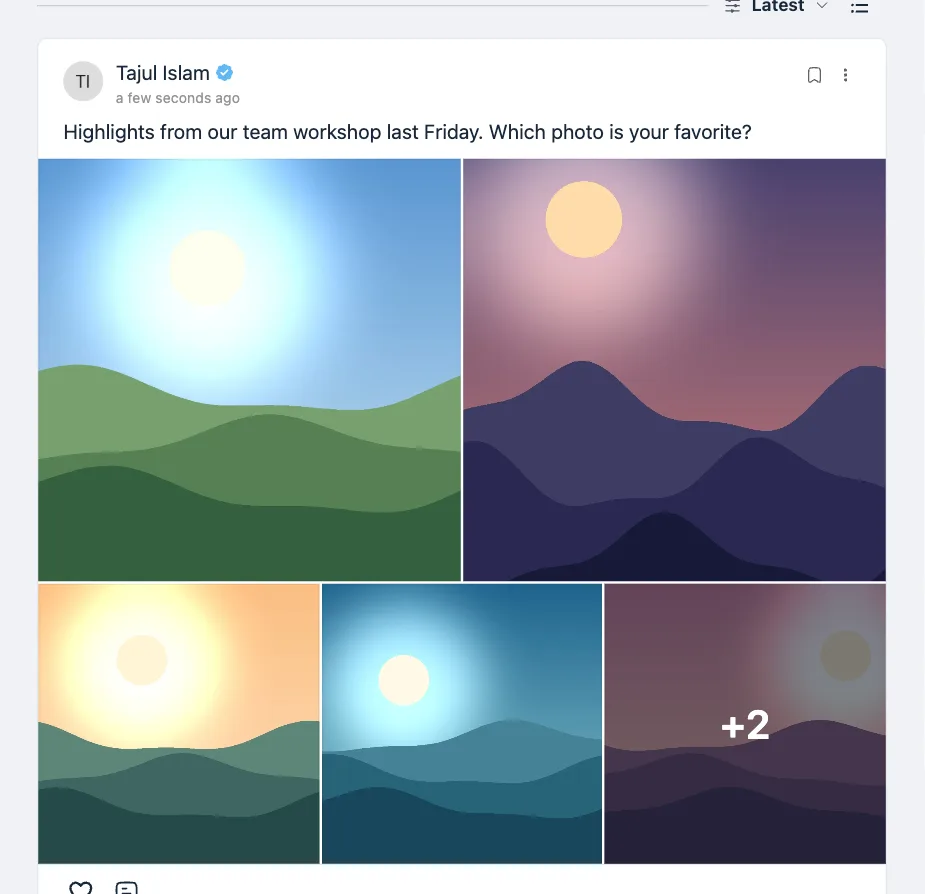 Latest
TI
Tajul Islam
a few seconds ago
Highlights from our team workshop last Friday. Which photo is your favorite?
+2